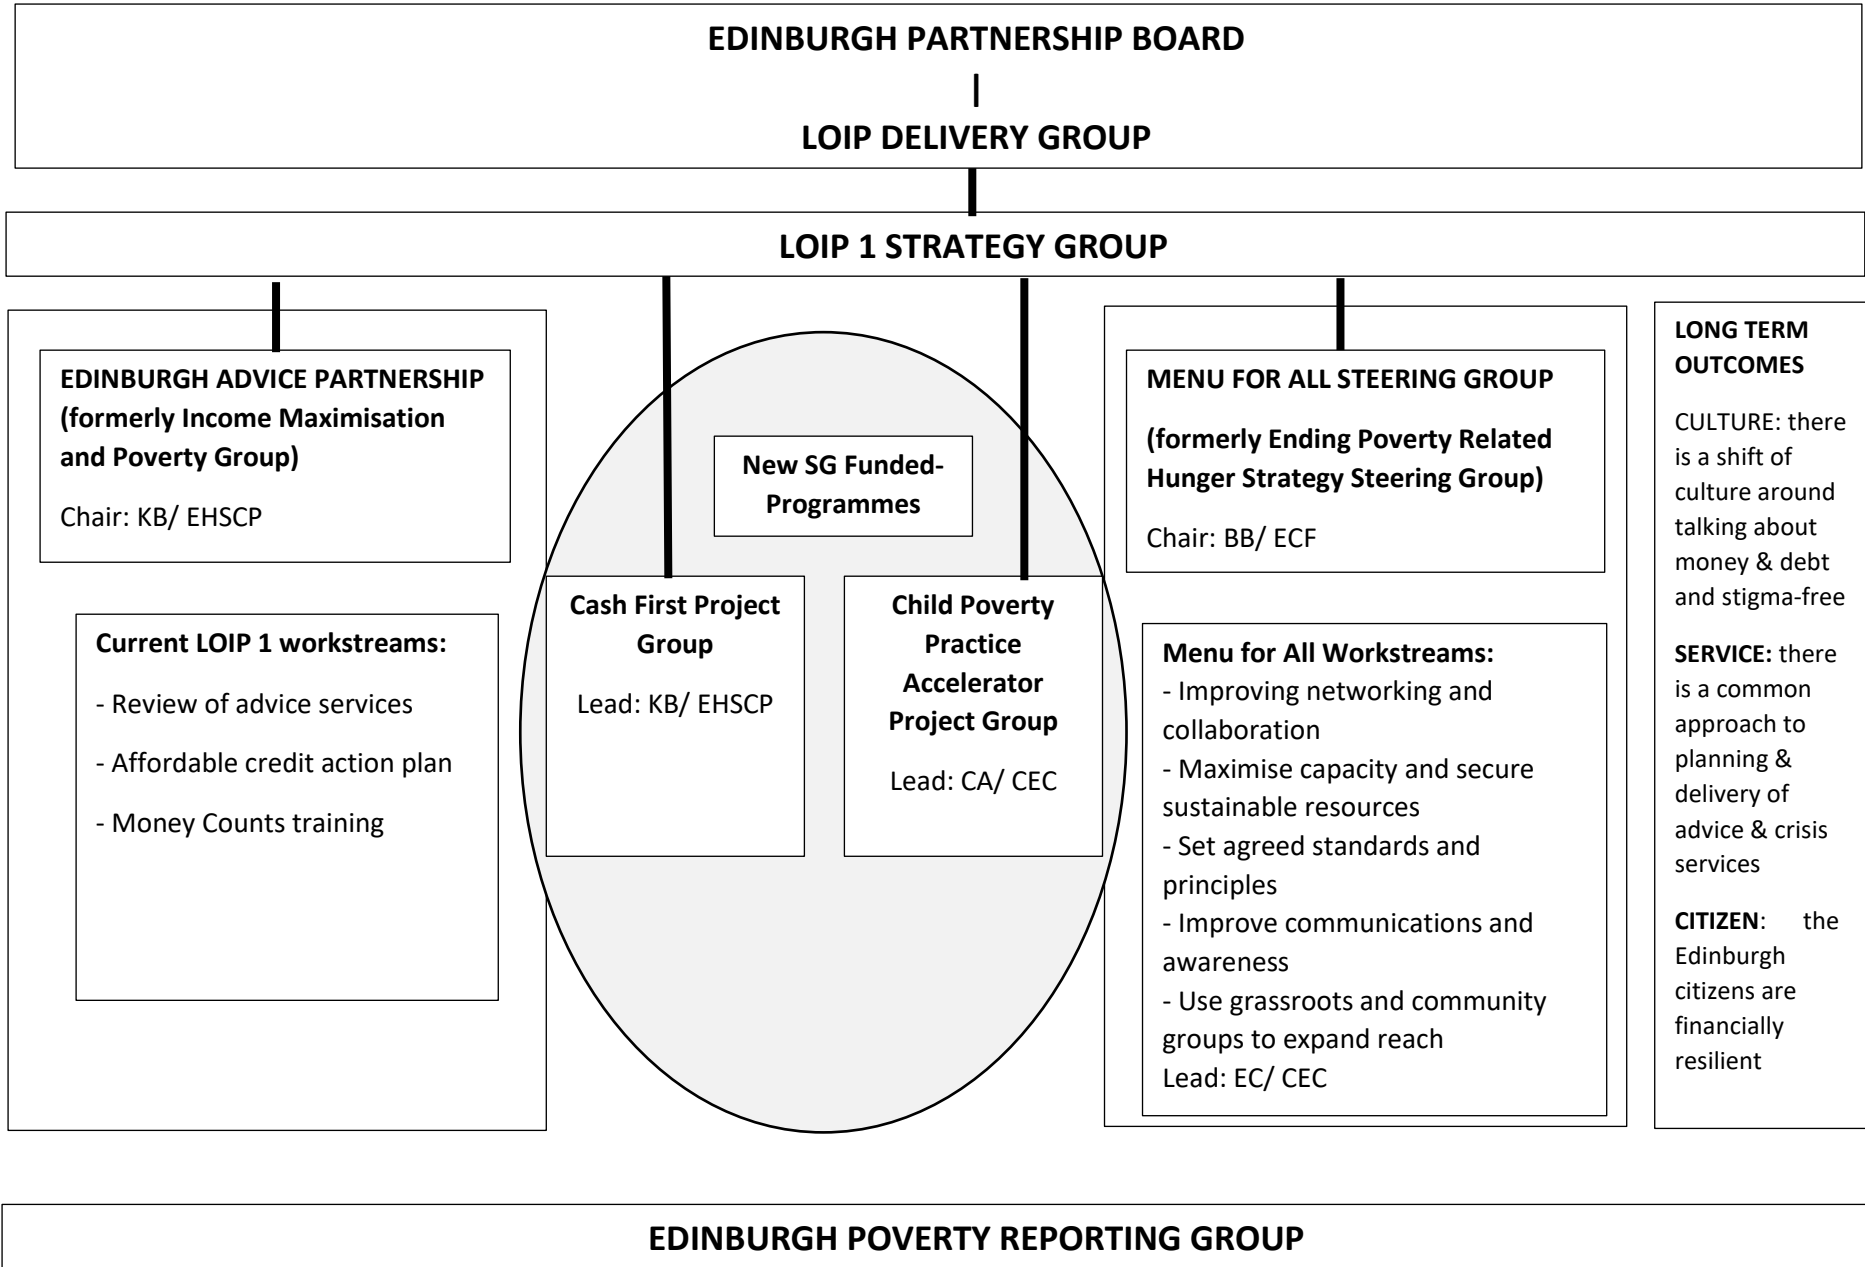 EDINBURGH PARTNERSHIP BOARD
|
LOIP DELIVERY GROUP
LOIP 1 STRATEGY GROUP
EDINBURGH ADVICE PARTNERSHIP
(formerly Income Maximisation
and Poverty Group)
Chair: KB/ EHSCP
Current LOIP 1 workstreams:
- Review of advice services
- Affordable credit action plan
- Money Counts training
New SG Funded-
Programmes
Cash First Project
Group
Lead: KB/ EHSCP
Child Poverty
Practice
Accelerator
Project Group
Lead: CA/ CEC
MENU FOR ALL STEERING GROUP
(formerly Ending Poverty Related
Hunger Strategy Steering Group)
Chair: BB/ ECF
Menu for All Workstreams:
- Improving networking and
collaboration
- Maximise capacity and secure
sustainable resources
- Set agreed standards and
principles
- Improve communications and
awareness
- Use grassroots and community
groups to expand reach
Lead: EC/ CEC
LONG TERM
OUTCOMES
CULTURE: there
is a shift of
culture around
talking about
money & debt
and stigma-free
SERVICE: there
is a common
approach to
planning &
delivery of
advice & crisis
services
CITIZEN: the
Edinburgh
citizens are
financially
resilient
EDINBURGH POVERTY REPORTING GROUP